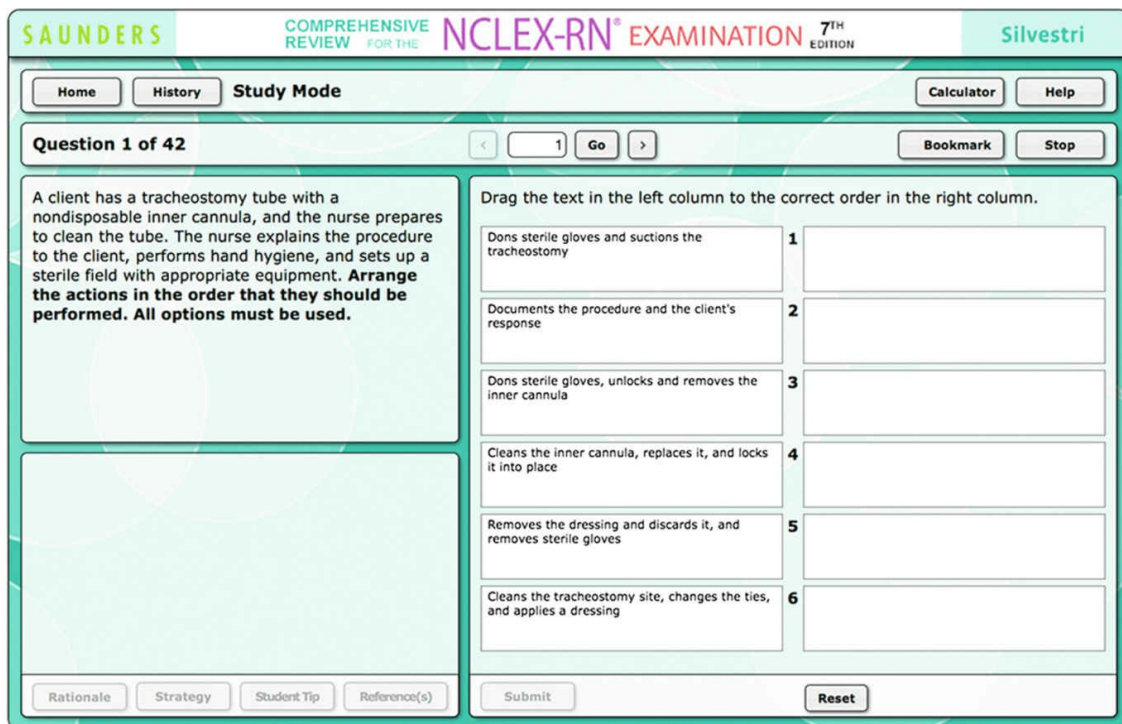 SAUNDERS
COMPREHENSIVE
REVIEW FOR THE
NCLEX-RN® EXAMINATION 7TH
EDITION
Silvestri
Home
History
Study Mode
Calculator
Help
Question 1 of 42
<
1
Go
>
Bookmark
Stop
A client has a tracheostomy tube with a
nondisposable inner cannula, and the nurse prepares
to clean the tube. The nurse explains the procedure
to the client, performs hand hygiene, and sets up a
sterile field with appropriate equipment. Arrange
the actions in the order that they should be
performed. All options must be used.
Drag the text in the left column to the correct order in the right column.
Dons sterile gloves and suctions the
tracheostomy
1
Documents the procedure and the client's
response
2
Dons sterile gloves, unlocks and removes the
inner cannula
3
Cleans the inner cannula, replaces it, and locks
it into place
4
Removes the dressing and discards it, and
removes sterile gloves
5
Cleans the tracheostomy site, changes the ties,
and applies a dressing
6
Rationale
Strategy
Student Tip
Reference(s)
Submit
Reset